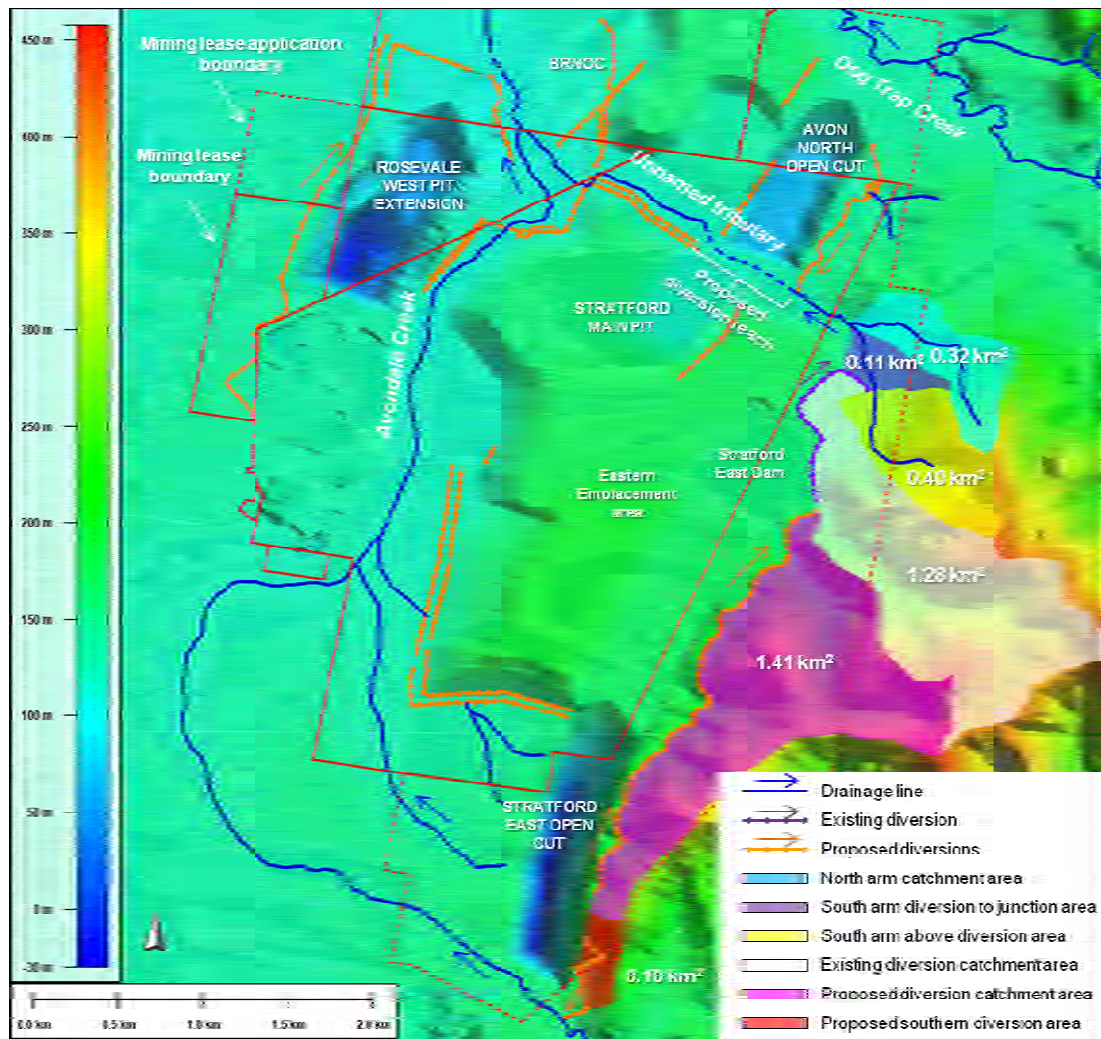 450 m
400 m
350 m
300 m
250 m
200 m
150 m
100 m
50 m
0 m
-30 m
Mining lease application
boundary
Mining lease
boundary
BRNOC
ROSEVALE
WEST PIT
EXTENSION
Dog Trap Creek
AVON
NORTH
OPEN CUT
Unnamed tributary
Proposed
diversion reach
STRATFORD
MAIN PIT
Avondale Creek
0.11 km²
0.32 km²
Stratford
East Dam
Eastern
Emplacement
area
0.40 km²
1.28 km²
1.41 km²
STRATFORD
EAST OPEN
CUT
0.10 km²
Drainage line
Existing diversion
Proposed diversions
North arm catchment area
South arm diversion to junction area
South arm above diversion area
Existing diversion catchment area
Proposed diversion catchment area
Proposed southern diversion area
0.0 km
0.5 km
1.0 km
1.5 km
2.0 km